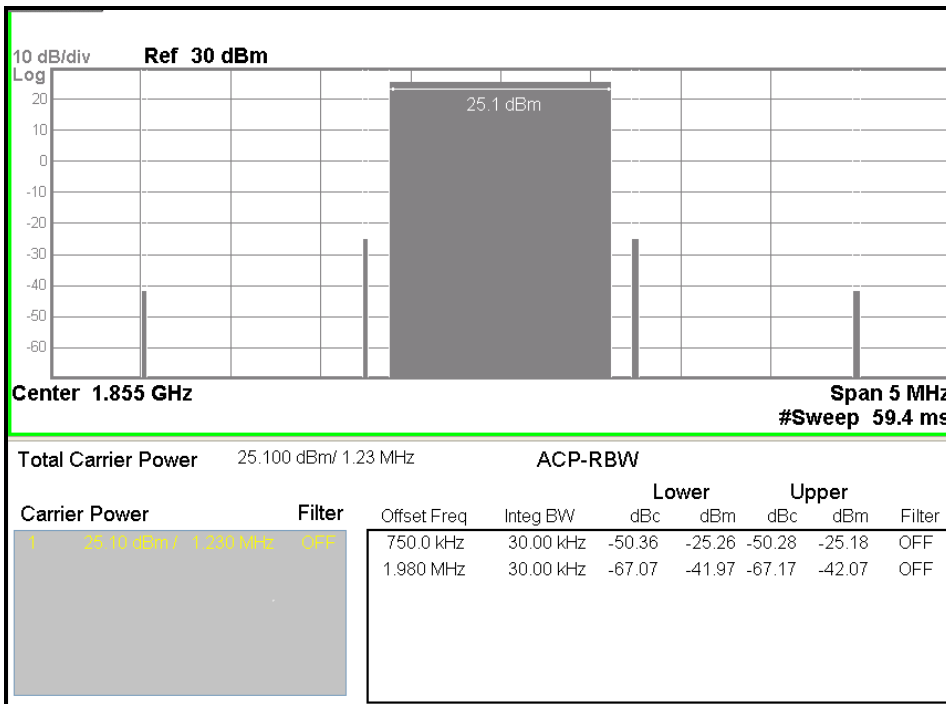 10 dB/div Ref 30 dBm
Log
20
10
0
-10
-20
-30
-40
-50
-60
25.1 dBm
Center 1.855 GHz Span 5 MHz
#Sweep 59.4 ms
Total Carrier Power 25.100 dBm/ 1.23 MHz ACP-RBW
Lower Upper
Carrier Power Filter Offset Freq Integ BW dBc dBm dBc dBm Filter
1 25.10 dBm / 1.230 MHz OFF 750.0 kHz 30.00 kHz -50.36 -25.26 -50.28 -25.18 OFF
1.980 MHz 30.00 kHz -67.07 -41.97 -67.17 -42.07 OFF